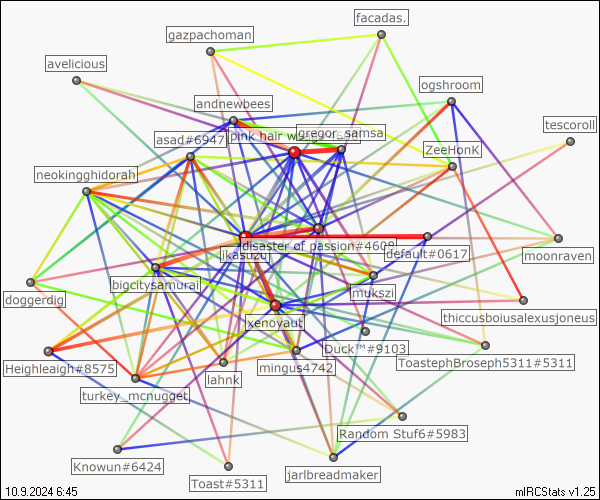 facadas.
gazpachoman
avelicious
ogshroom
andnewbees
tescoroll
pink hair w
gregor_samsa
asad#6947
ZeeHonK
neokingghidorah
disaster of passion#4609
default#0617
moonraven
bigcitysamurai
mukszi
doggerdig
xenoyaut
thiccusboiusalexusjoneus
Duck™#9103
ToastephBroseph5311#5311
Heighleaigh#8575
lahnk
mingus4742
turkey_mcnugget
Random Stuf6#5983
Knowun#6424
jarlbreadmaker
Toast#5311
10.9.2024 6:45
mIRCStats v1.25